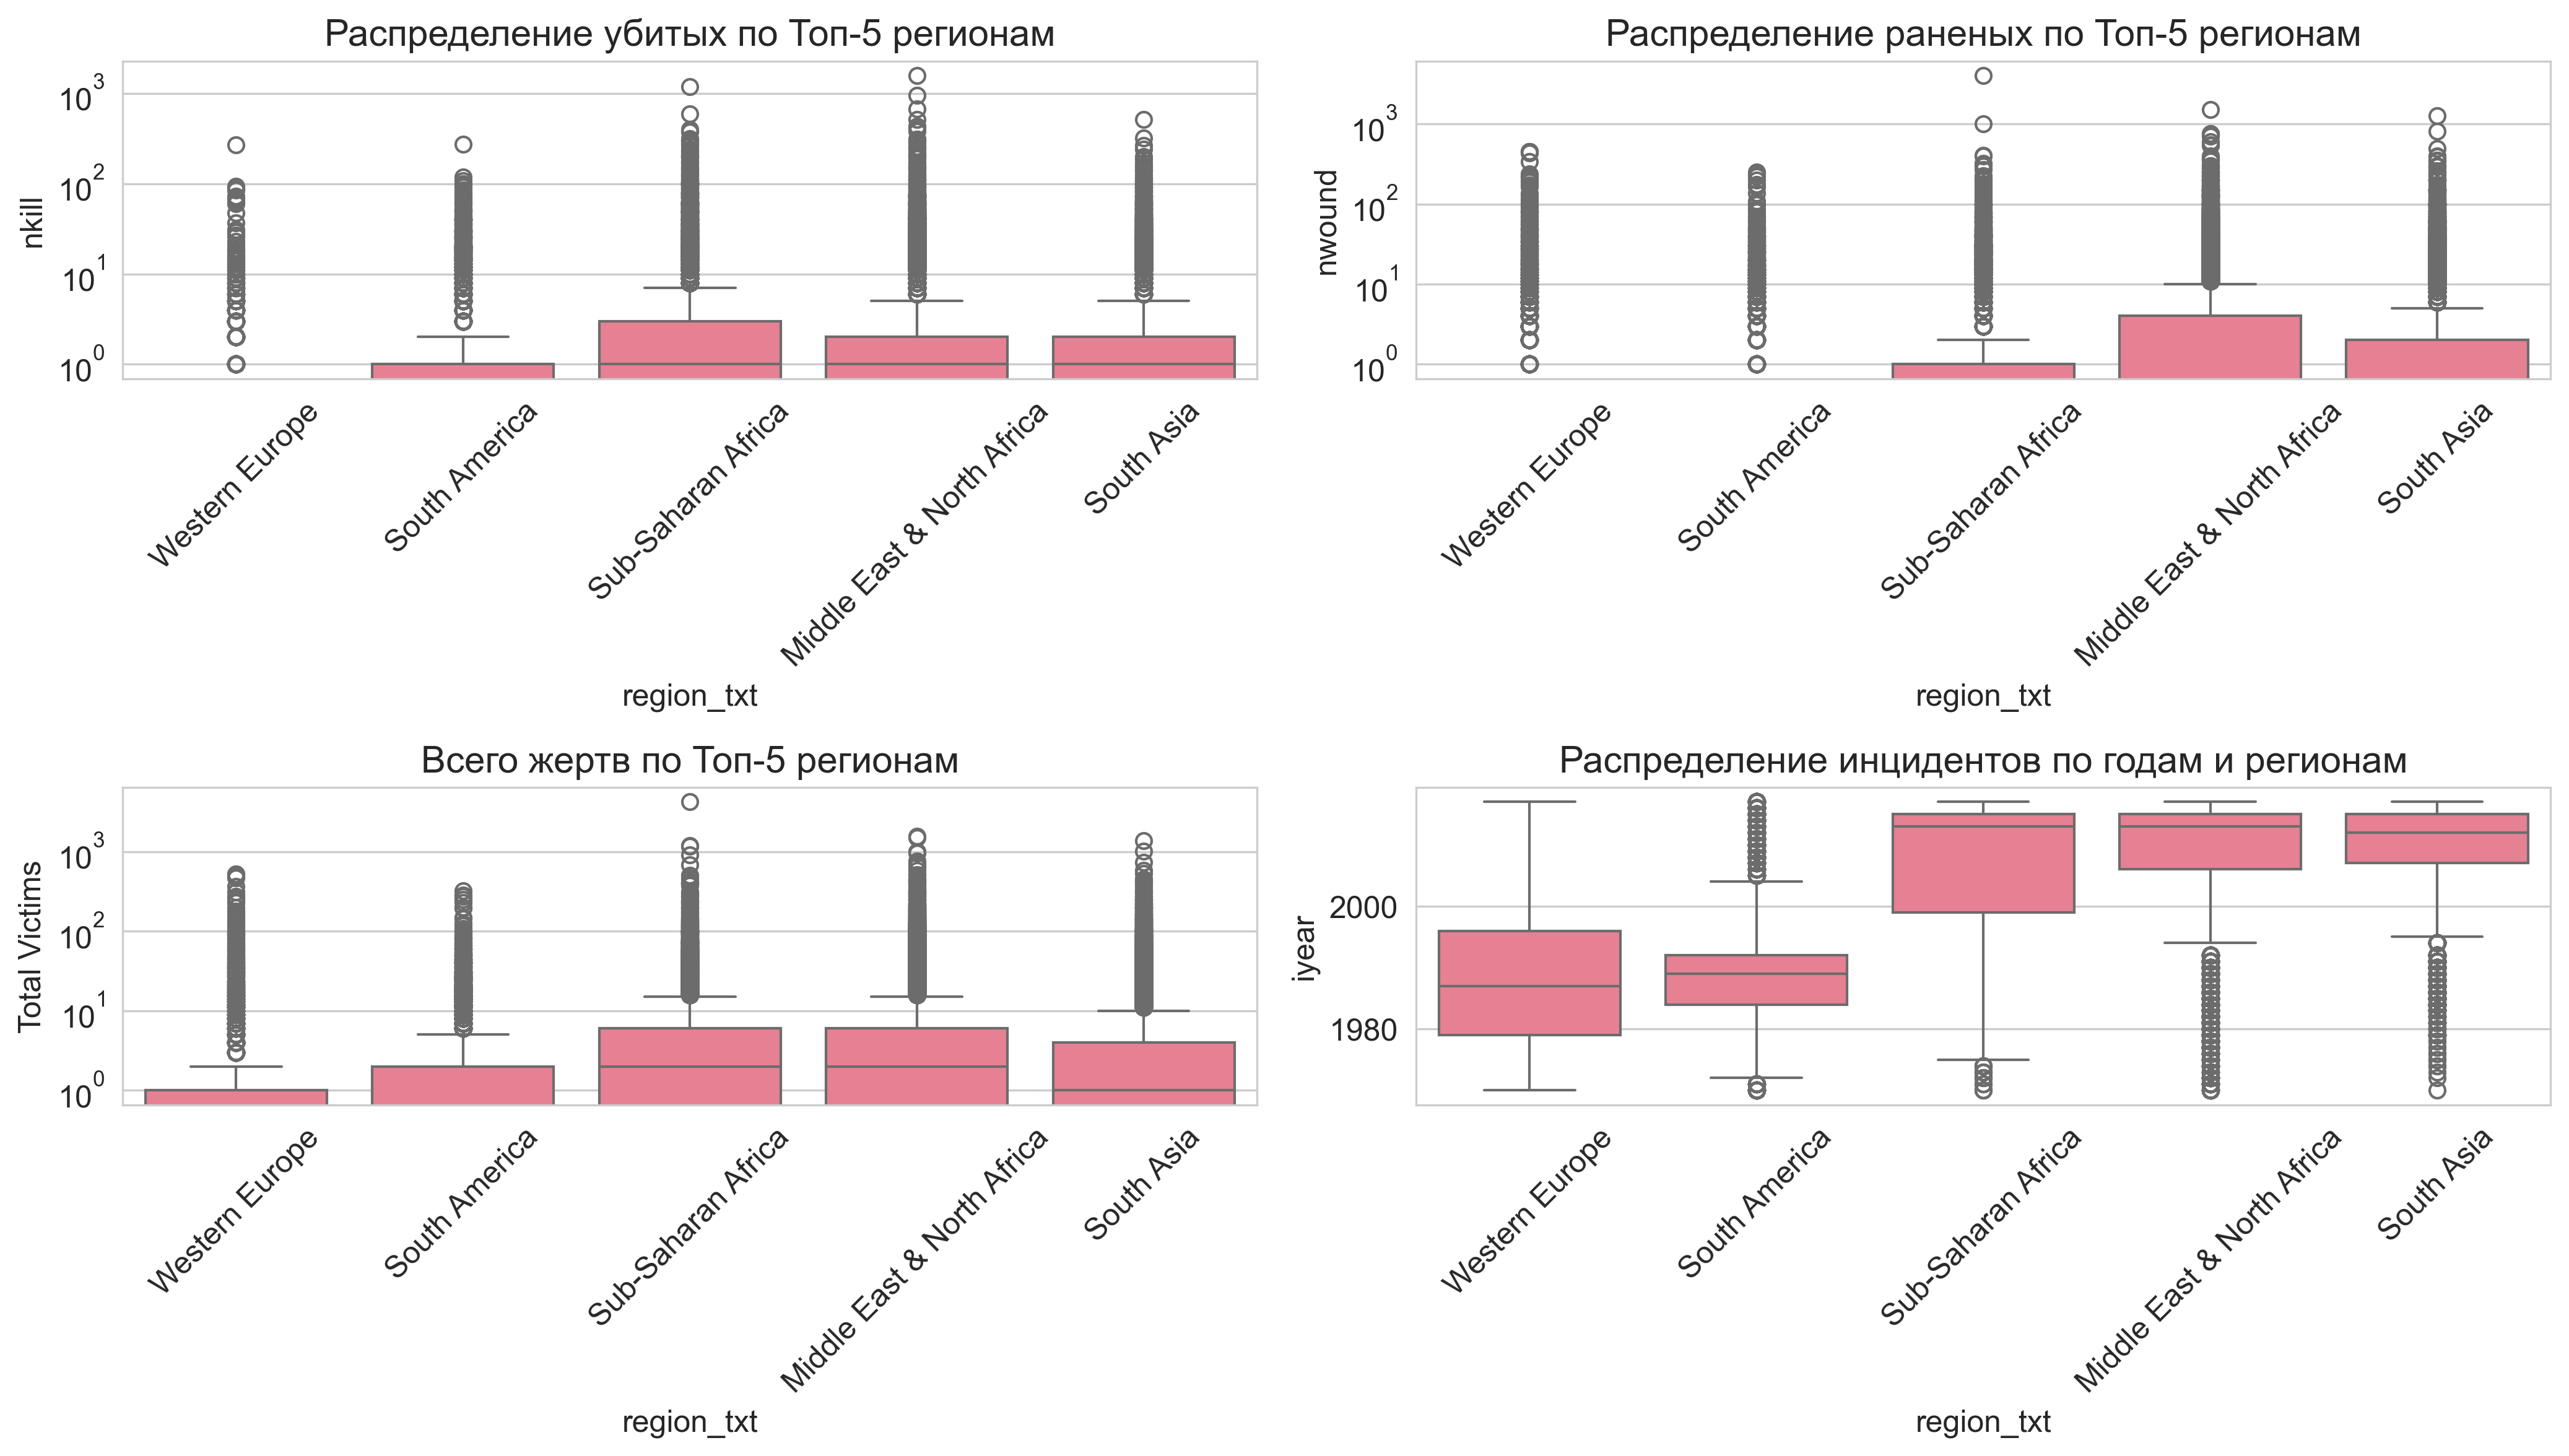 Распределение убитых по Топ-5 регионам
nkill
10^3
10^2
10^1
10^0
Western Europe
South America
Sub-Saharan Africa
Middle East & North Africa
South Asia
region_txt
Распределение раненых по Топ-5 регионам
nwound
10^3
10^2
10^1
10^0
Western Europe
South America
Sub-Saharan Africa
Middle East & North Africa
South Asia
region_txt
Всего жертв по Топ-5 регионам
Total Victims
10^3
10^2
10^1
10^0
Western Europe
South America
Sub-Saharan Africa
Middle East & North Africa
South Asia
region_txt
Распределение инцидентов по годам и регионам
iyear
2000
1980
Western Europe
South America
Sub-Saharan Africa
Middle East & North Africa
South Asia
region_txt